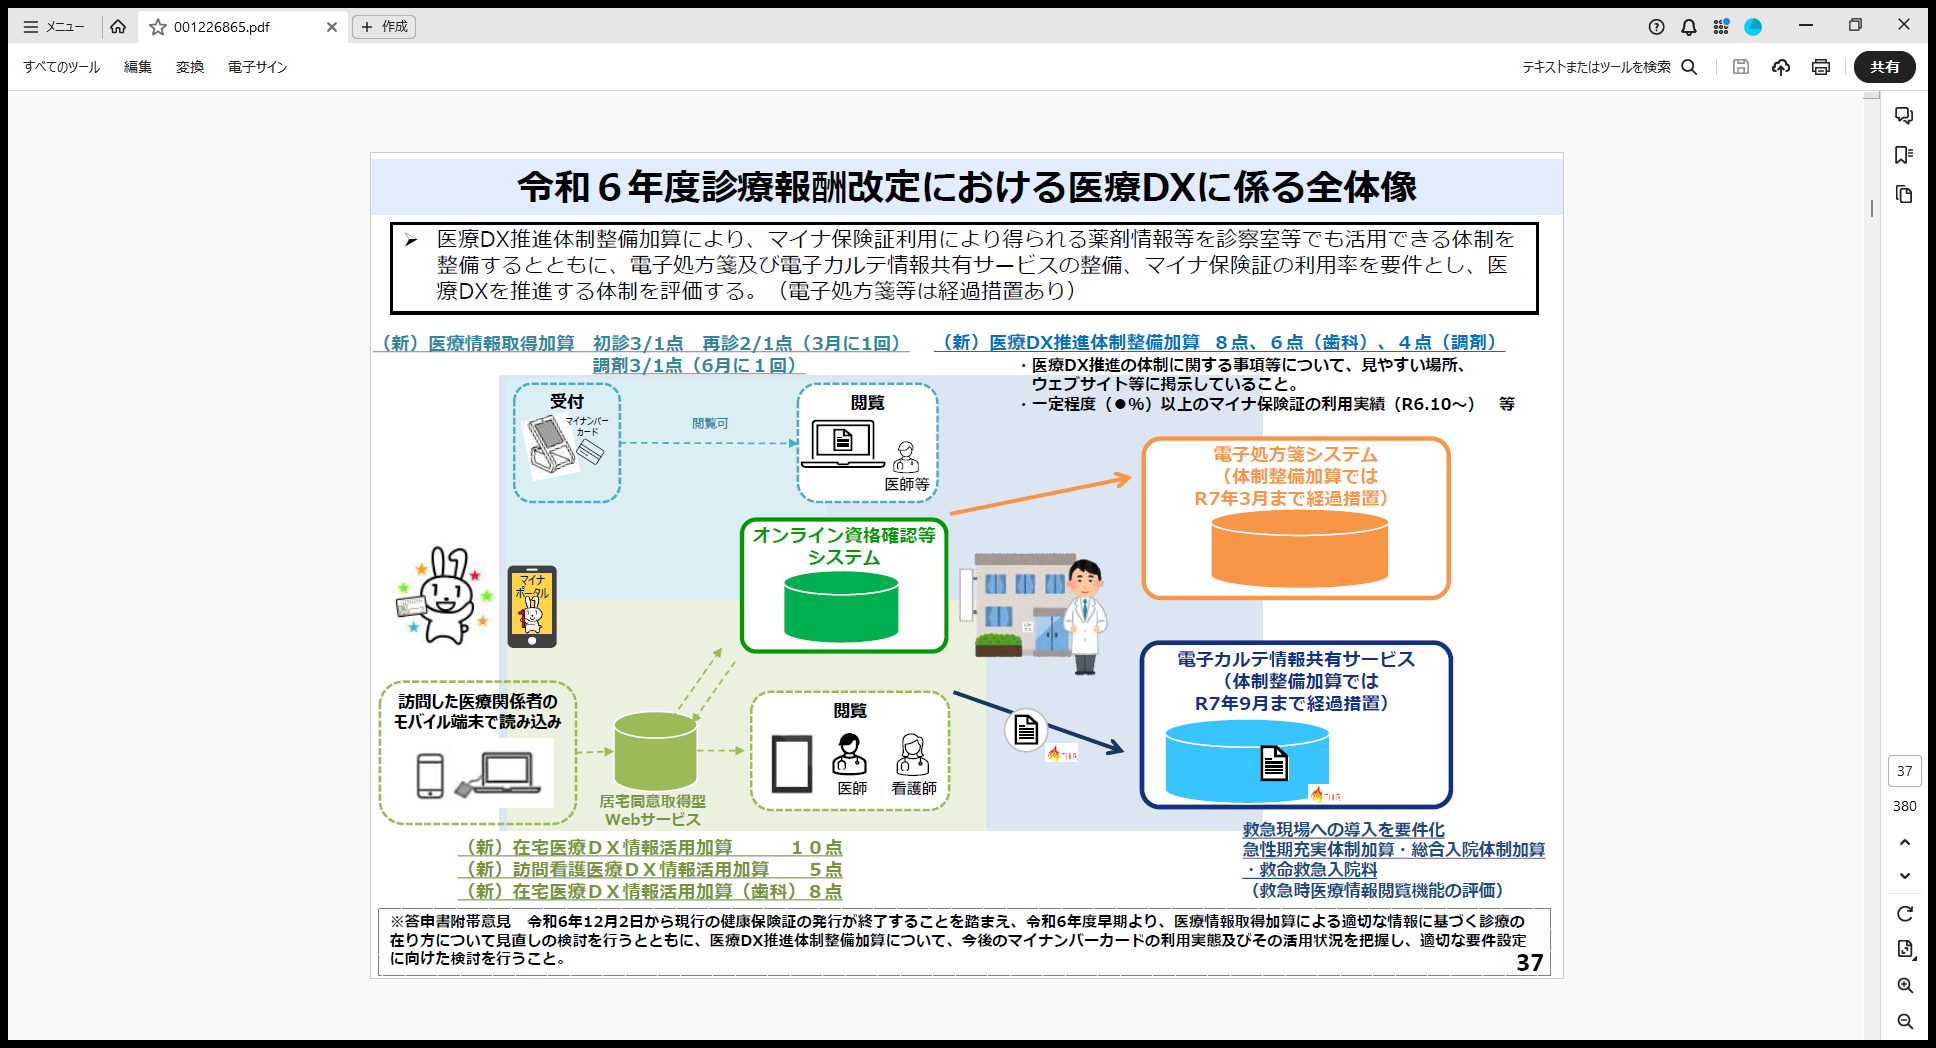 メニュー
001226865.pdf
作成
すべてのツール
編集
変換
電子サイン
テキストまたはツールを検索
共有
令和６年度診療報酬改定における医療DXに係る全体像
➢ 医療DX推進体制整備加算により、マイナ保険証利用により得られる薬剤情報等を診察室等でも活用できる体制を
整備するとともに、電子処方箋及び電子カルテ情報共有サービスの整備、マイナ保険証の利用率を要件とし、医
療DXを推進する体制を評価する。（電子処方箋等は経過措置あり）
（新）医療情報取得加算　初診3/1点　再診2/1点（3月に1回）
調剤3/1点（6月に１回）
（新）医療DX推進体制整備加算　８点、６点（歯科）、４点（調剤）
・医療DX推進の体制に関する事項等について、見やすい場所、
ウェブサイト等に掲示していること。
・一定程度（●％）以上のマイナ保険証の利用実績（R6.10～）　等
受付
マイナンバー
カード
閲覧可
閲覧
医師等
電子処方箋システム
（体制整備加算では
R7年3月まで経過措置）
オンライン資格確認等
システム
マイナ
ポータル
電子カルテ情報共有サービス
（体制整備加算では
R7年9月まで経過措置）
訪問した医療関係者の
モバイル端末で読み込み
居宅同意取得型
Webサービス
閲覧
医師
看護師
（新）在宅医療ＤＸ情報活用加算　　　１０点
（新）訪問看護医療ＤＸ情報活用加算　　５点
（新）在宅医療ＤＸ情報活用加算（歯科）８点
救急現場への導入を要件化
急性期充実体制加算・総合入院体制加算
・救命救急入院料
（救急時医療情報閲覧機能の評価）
※答申書附帯意見　令和6年12月2日から現行の健康保険証の発行が終了することを踏まえ、令和6年度早期より、医療情報取得加算による適切な情報に基づく診療の
在り方について見直しの検討を行うとともに、医療DX推進体制整備加算について、今後のマイナンバーカードの利用実態及びその活用状況を把握し、適切な要件設定
に向けた検討を行うこと。
37
37
380